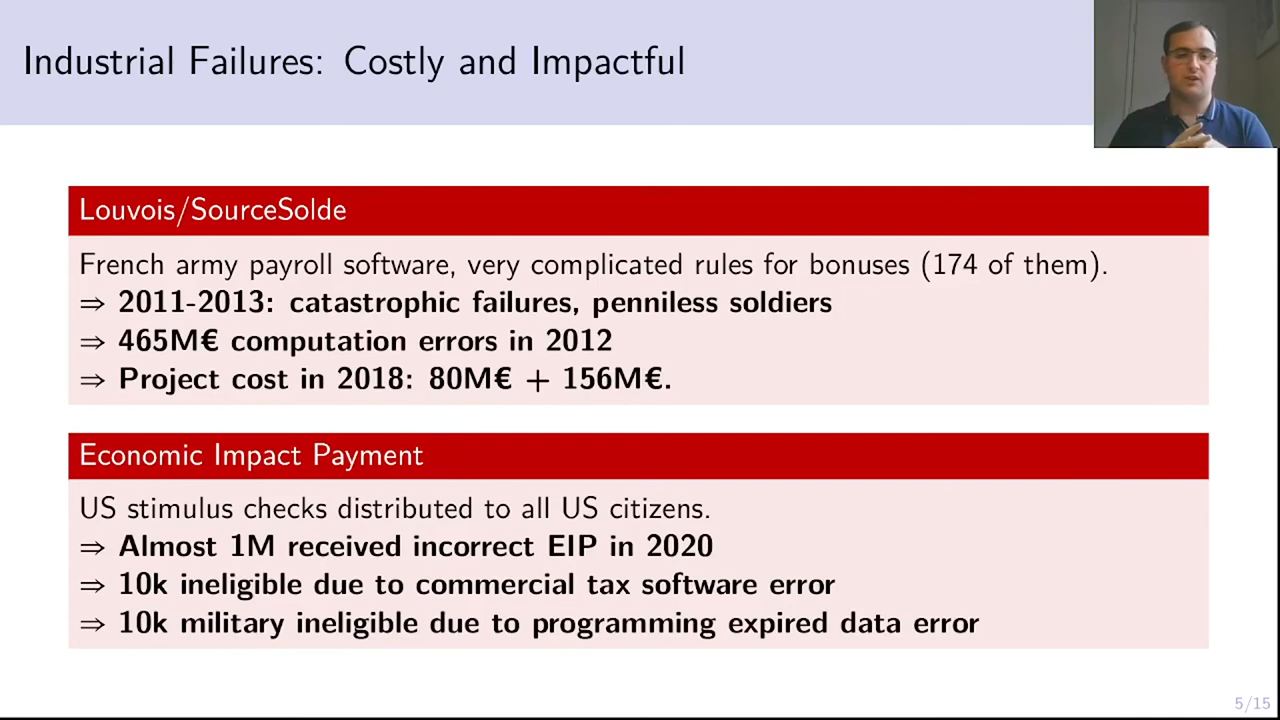 Industrial Failures: Costly and Impactful
Louvois/SourceSolde
French army payroll software, very complicated rules for bonuses (174 of them).
⇒ 2011-2013: catastrophic failures, penniless soldiers
⇒ 465M€ computation errors in 2012
⇒ Project cost in 2018: 80M€ + 156M€.
Economic Impact Payment
US stimulus checks distributed to all US citizens.
⇒ Almost 1M received incorrect EIP in 2020
⇒ 10k ineligible due to commercial tax software error
⇒ 10k military ineligible due to programming expired data error
5/15